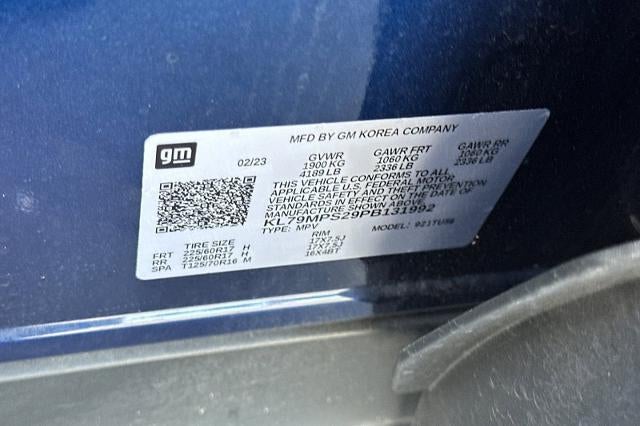 gm
MFD BY GM KOREA COMPANY
02/23 GVWR GAWR FRT GAWR RR
1900 KG 1060 KG 1060 KG
4189 LB 2336 LB 2336 LB
THIS VEHICLE CONFORMS TO ALL
APPLICABLE U.S. FEDERAL MOTOR
VEHICLE SAFETY AND THEFT PREVENTION
STANDARDS IN EFFECT ON THE DATE OF
MANUFACTURE SHOWN ABOVE.
KL79MPS29PB131992
TYPE: MPV MODEL: 921TU56
TIRE SIZE RIM
FRT 225/60R17 H 17X7.5J
RR 225/60R17 H 17X7.5J
SPA T125/70R16 M 16X4BT